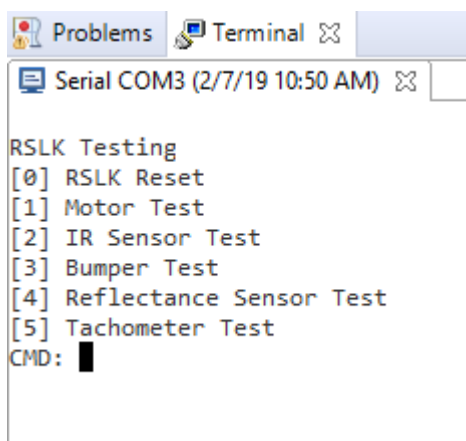 Problems Terminal
Serial COM3 (2/7/19 10:50 AM)
RSLK Testing
[0] RSLK Reset
[1] Motor Test
[2] IR Sensor Test
[3] Bumper Test
[4] Reflectance Sensor Test
[5] Tachometer Test
CMD: